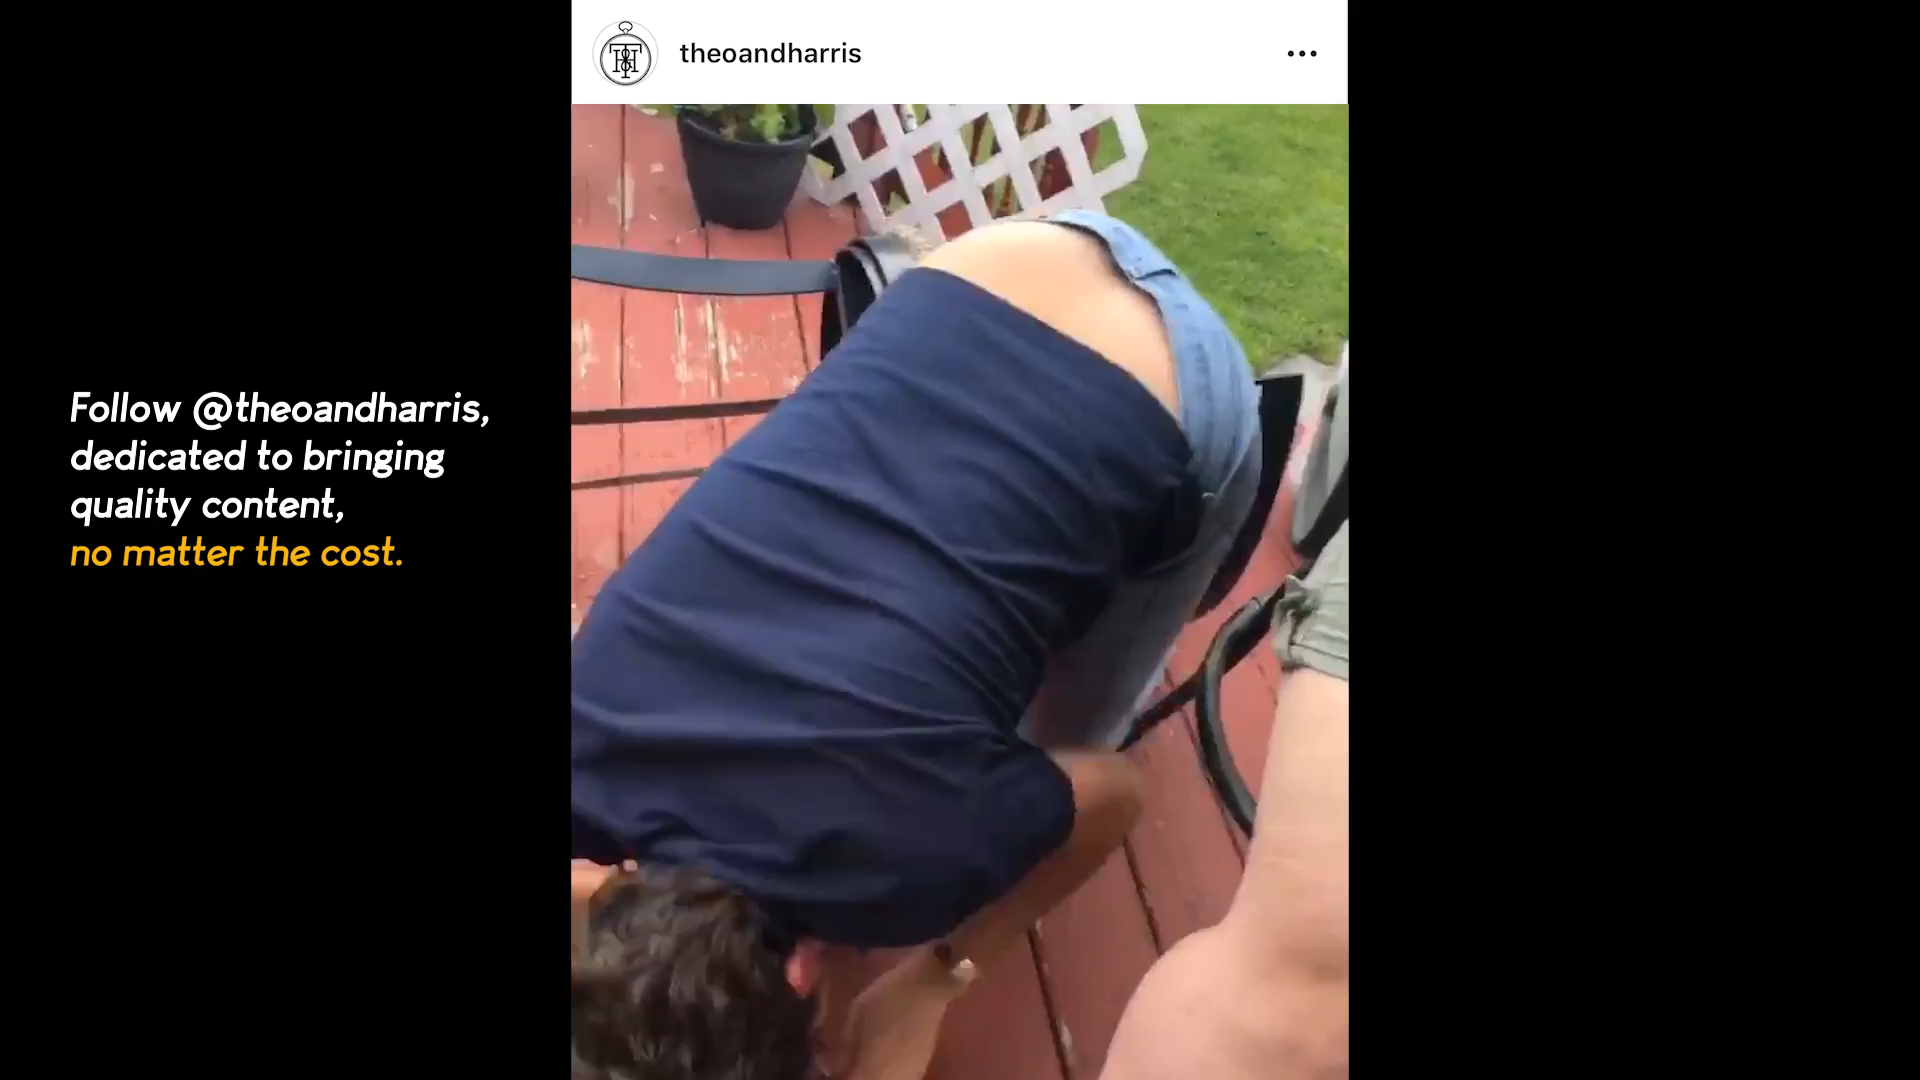 theoandharris
Follow @theoandharris,
dedicated to bringing
quality content,
no matter the cost.